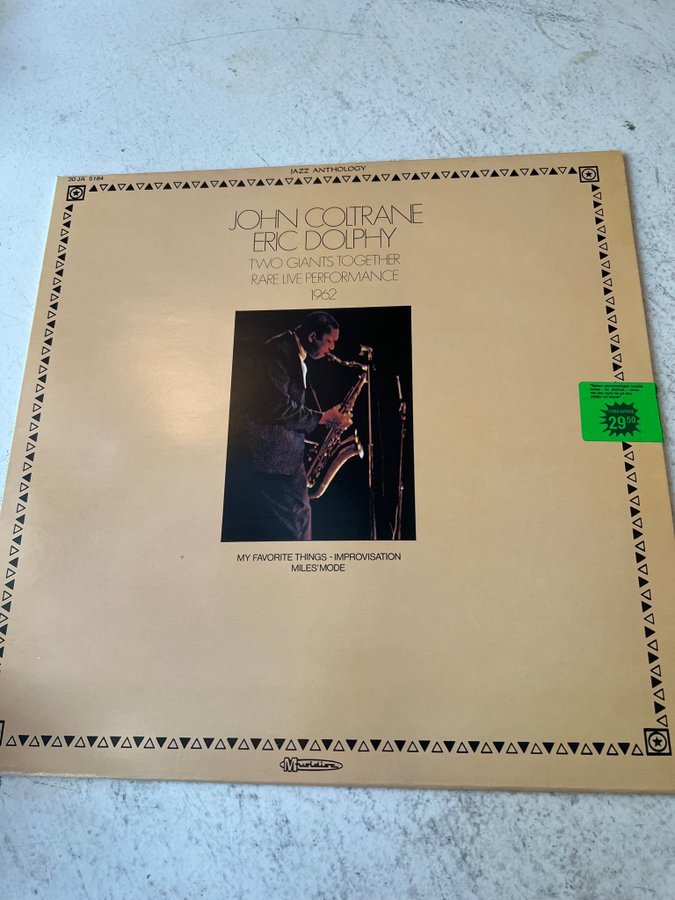 JAZZ ANTHOLOGY
30 JA 5184
JOHN COLTRANE
ERIC DOLPHY
TWO GIANTS TOGETHER
RARE LIVE PERFORMANCE
1962
29 50
MY FAVORITE THINGS - IMPROVISATION
MILES' MODE
Musidisc